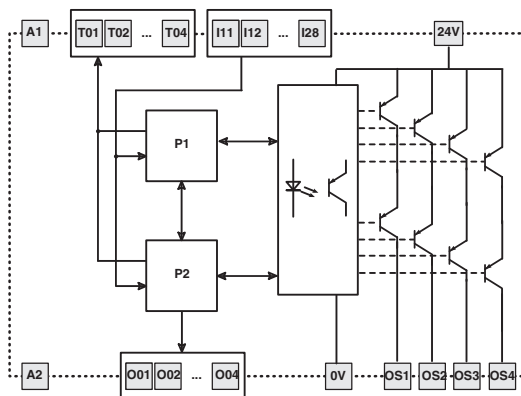 A1 T01 T02 ... T04 I11 I12 ... I28 24V
P1
P2
A2 O01 O02 ... O04 0V OS1 OS2 OS3 OS4